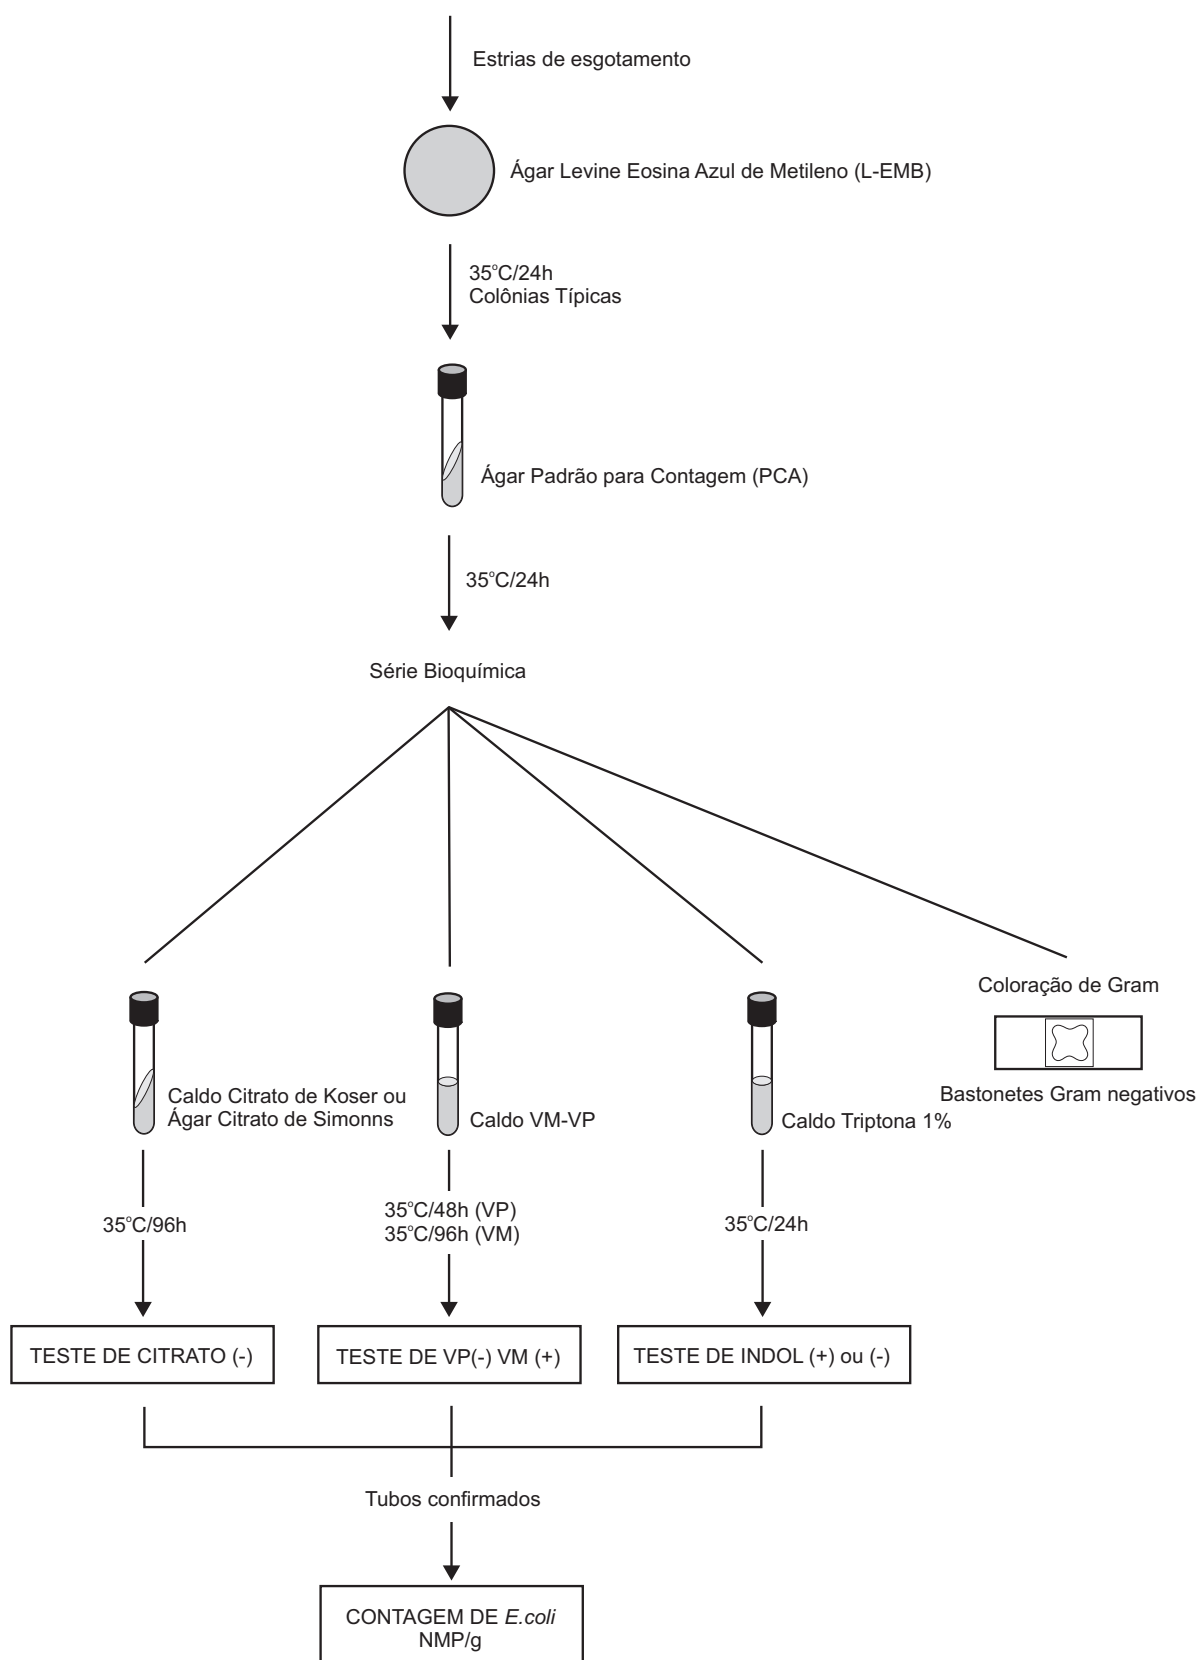 Estrias de esgotamento
Ágar Levine Eosina Azul de Metileno (L-EMB)
35°C/24h
Colônias Típicas
Ágar Padrão para Contagem (PCA)
35°C/24h
Série Bioquímica
Coloração de Gram
Bastonetes Gram negativos
Caldo Citrato de Koser ou
Ágar Citrato de Simonns
Caldo VM-VP
Caldo Triptona 1%
35°C/96h
35°C/48h (VP)
35°C/96h (VM)
35°C/24h
TESTE DE CITRATO (-)
TESTE DE VP(-) VM (+)
TESTE DE INDOL (+) ou (-)
Tubos confirmados
CONTAGEM DE E.coli
NMP/g